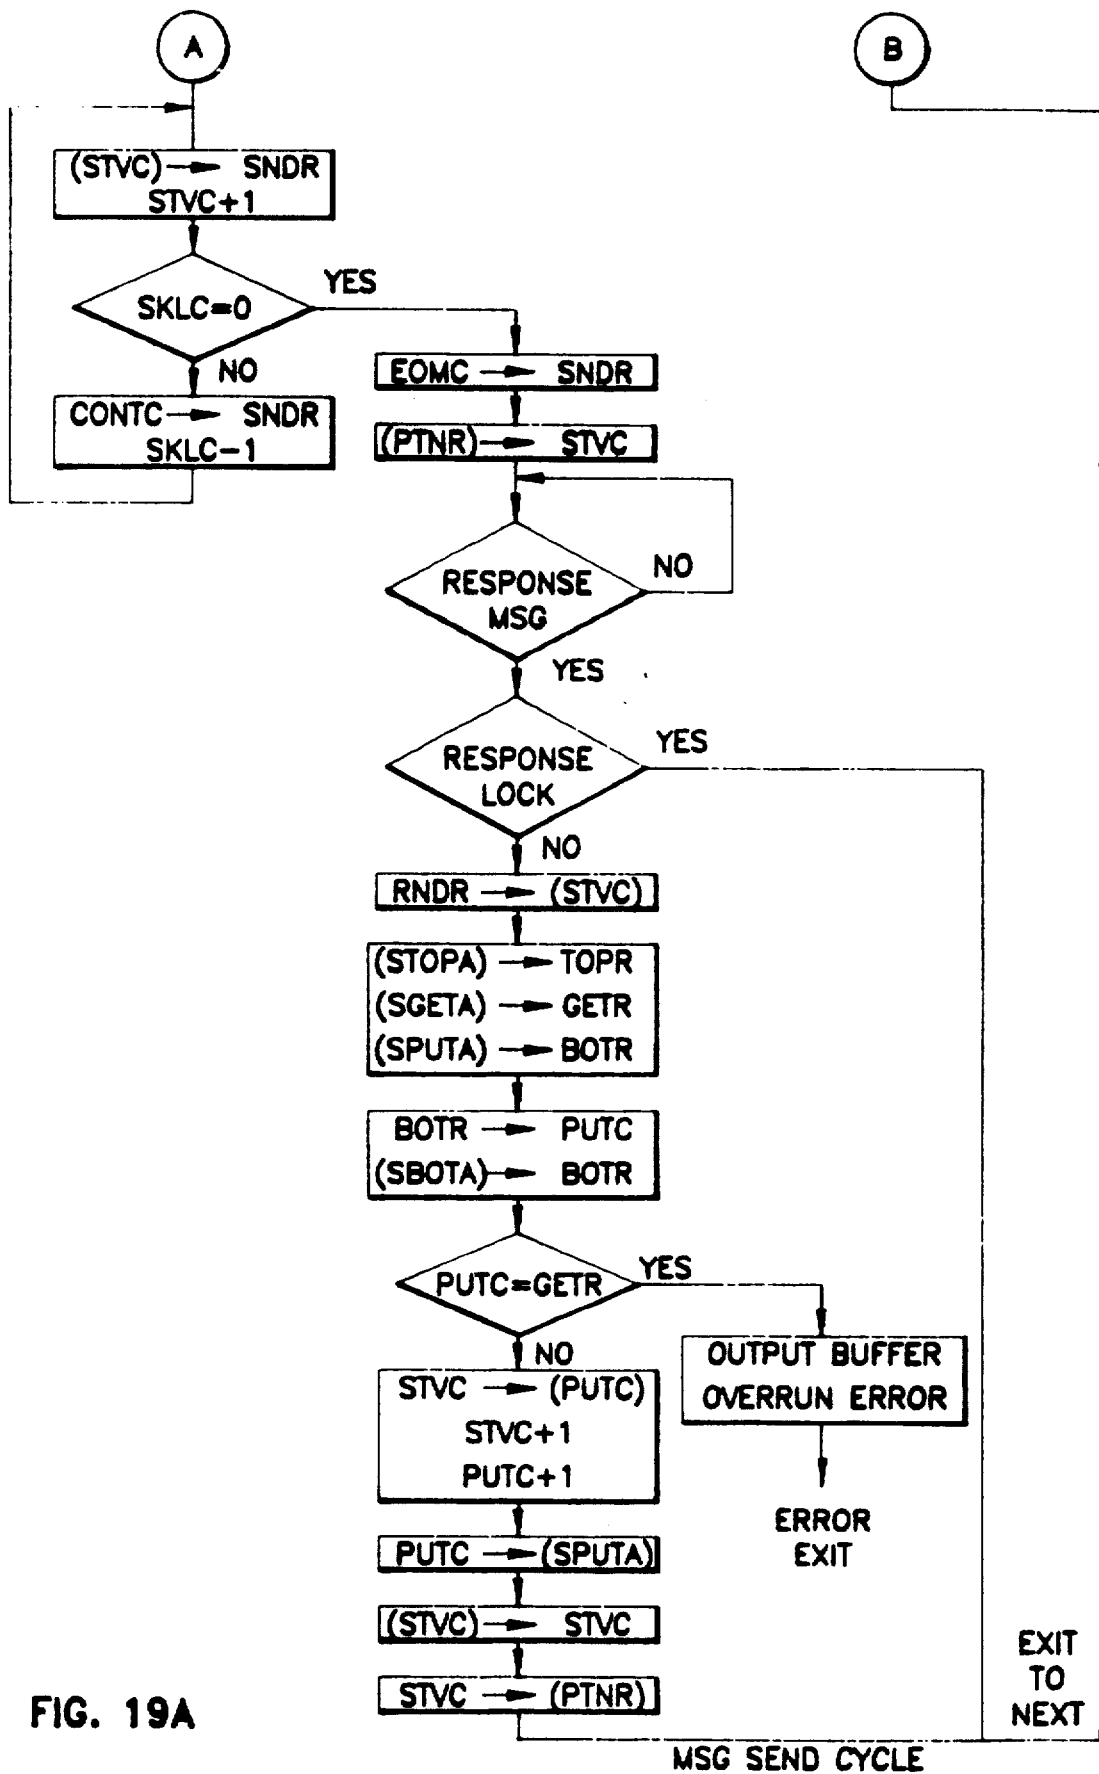 A
B
(STVC) → SNDR
STVC+1
SKLC=0
YES
NO
CONTC → SNDR
SKLC-1
EOMC → SNDR
(PTNR) → STVC
RESPONSE
MSG
NO
YES
RESPONSE
LOCK
YES
NO
RNDR → (STVC)
(STOPA) → TOPR
(SGETA) → GETR
(SPUTA) → BOTR
BOTR → PUTC
(SBOTA) → BOTR
PUTC=GETR
YES
NO
OUTPUT BUFFER
OVERRUN ERROR
ERROR
EXIT
STVC → (PUTC)
STVC+1
PUTC+1
PUTC → (SPUTA)
(STVC) → STVC
STVC → (PTNR)
EXIT
TO
NEXT
MSG SEND CYCLE
FIG. 19A